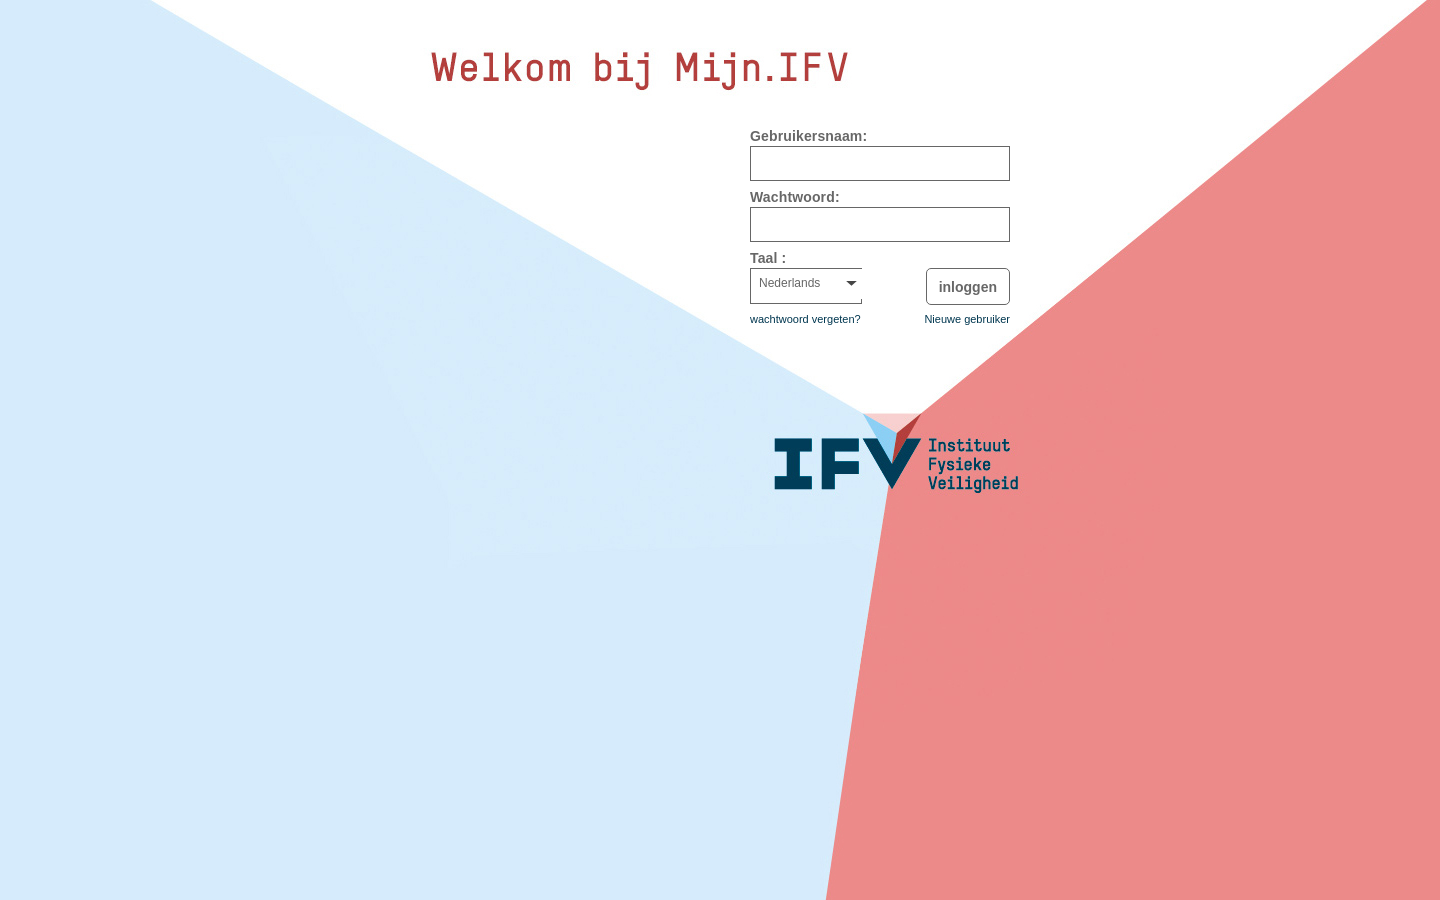 Welkom bij Mijn.IFV
Gebruikersnaam:
Wachtwoord:
Taal :
Nederlands
inloggen
wachtwoord vergeten?
Nieuwe gebruiker
IFV
Instituut
Fysieke
Veiligheid